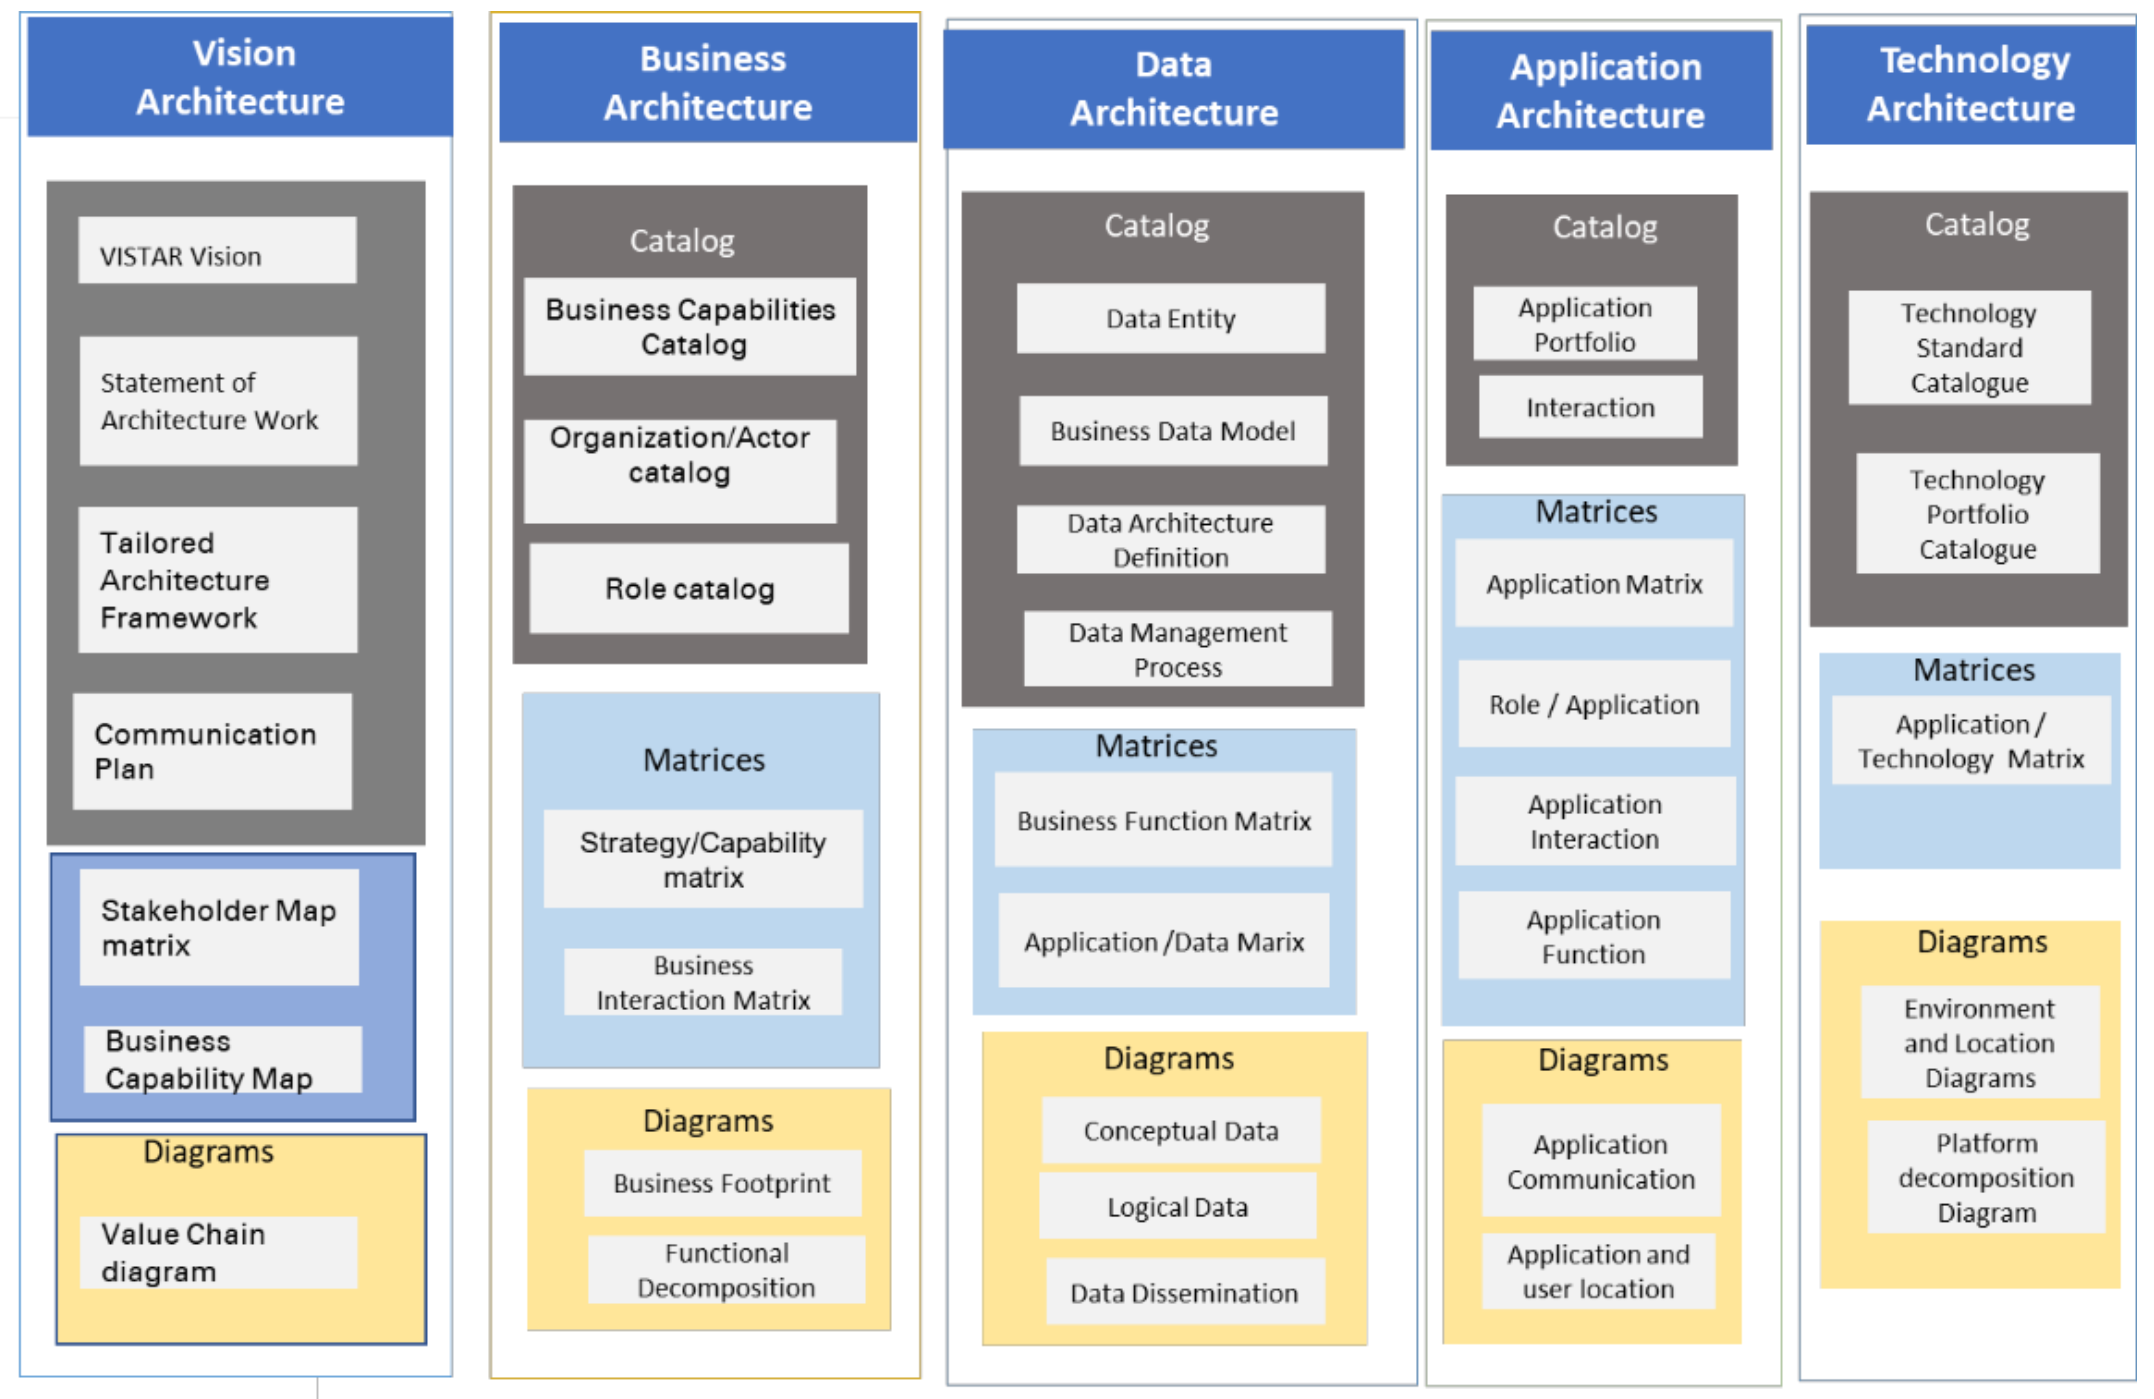 Vision
Architecture
VISTAR Vision
Statement of
Architecture Work
Tailored
Architecture
Framework
Communication
Plan
Stakeholder Map
matrix
Business
Capability Map
Diagrams
Value Chain
diagram
Business
Architecture
Catalog
Business Capabilities
Catalog
Organization/Actor
catalog
Role catalog
Matrices
Strategy/Capability
matrix
Business
Interaction Matrix
Diagrams
Business Footprint
Functional
Decomposition
Data
Architecture
Catalog
Data Entity
Business Data Model
Data Architecture
Definition
Data Management
Process
Matrices
Business Function Matrix
Application /Data Marix
Diagrams
Conceptual Data
Logical Data
Data Dissemination
Application
Architecture
Catalog
Application
Portfolio
Interaction
Matrices
Application Matrix
Role / Application
Application
Interaction
Application
Function
Diagrams
Application
Communication
Application and
user location
Technology
Architecture
Catalog
Technology
Standard
Catalogue
Technology
Portfolio
Catalogue
Matrices
Application /
Technology Matrix
Diagrams
Environment
and Location
Diagrams
Platform
decomposition
Diagram